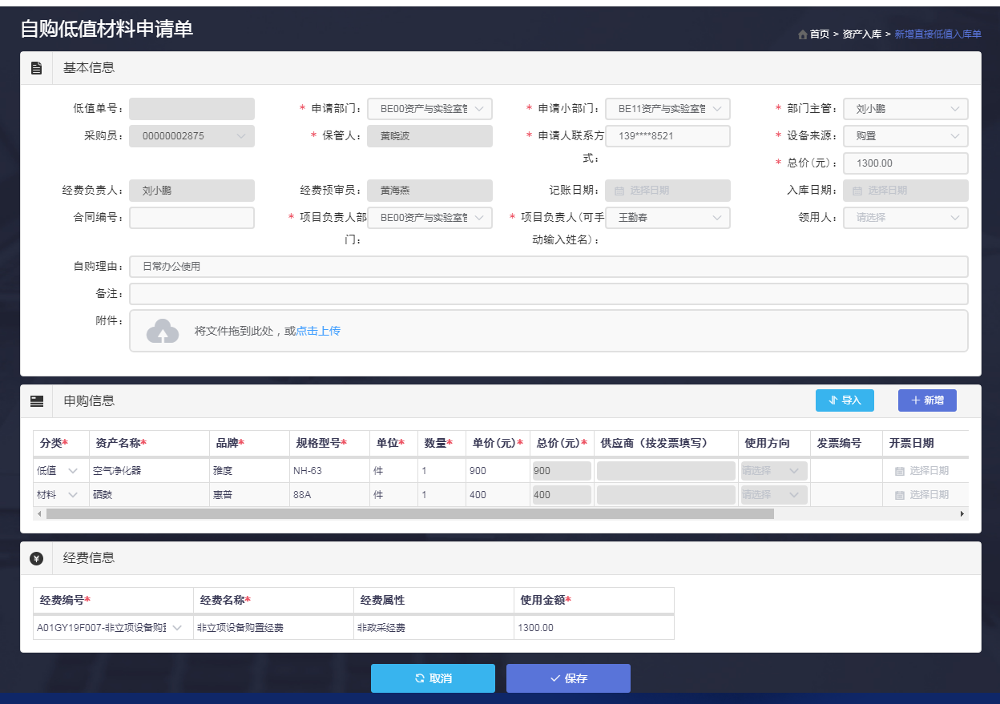 自购低值材料申请单
首页 > 资产入库 > 新增直接低值入库单
基本信息
低值单号：
* 申请部门： BE00资产与实验室管
* 申请小部门： BE11资产与实验室管
* 部门主管： 刘小鹏
采购员： 00000002875
* 保管人： 黄晓波
* 申请人联系方式： 139****8521
* 设备来源： 购置
* 总价(元)： 1300.00
经费负责人： 刘小鹏
经费预审员： 黄海燕
记账日期： 选择日期
入库日期： 选择日期
合同编号：
* 项目负责人部门： BE00资产与实验室管
* 项目负责人(可手动输入姓名)： 王勤春
领用人： 请选择
自购理由： 日常办公使用
备注：
附件： 将文件拖到此处，或点击上传
申购信息 导入 新增
分类* 资产名称* 品牌* 规格型号* 单位* 数量* 单价(元)* 总价(元)* 供应商（按发票填写） 使用方向 发票编号 开票日期
低值 空气净化器 雅度 NH-63 件 1 900 900 请选择 选择日期
材料 硒鼓 惠普 88A 件 1 400 400 请选择 选择日期
经费信息
经费编号* 经费名称* 经费属性 使用金额*
A01GY19F007-非立项设备购置 非立项设备购置经费 非政采经费 1300.00
取消 保存